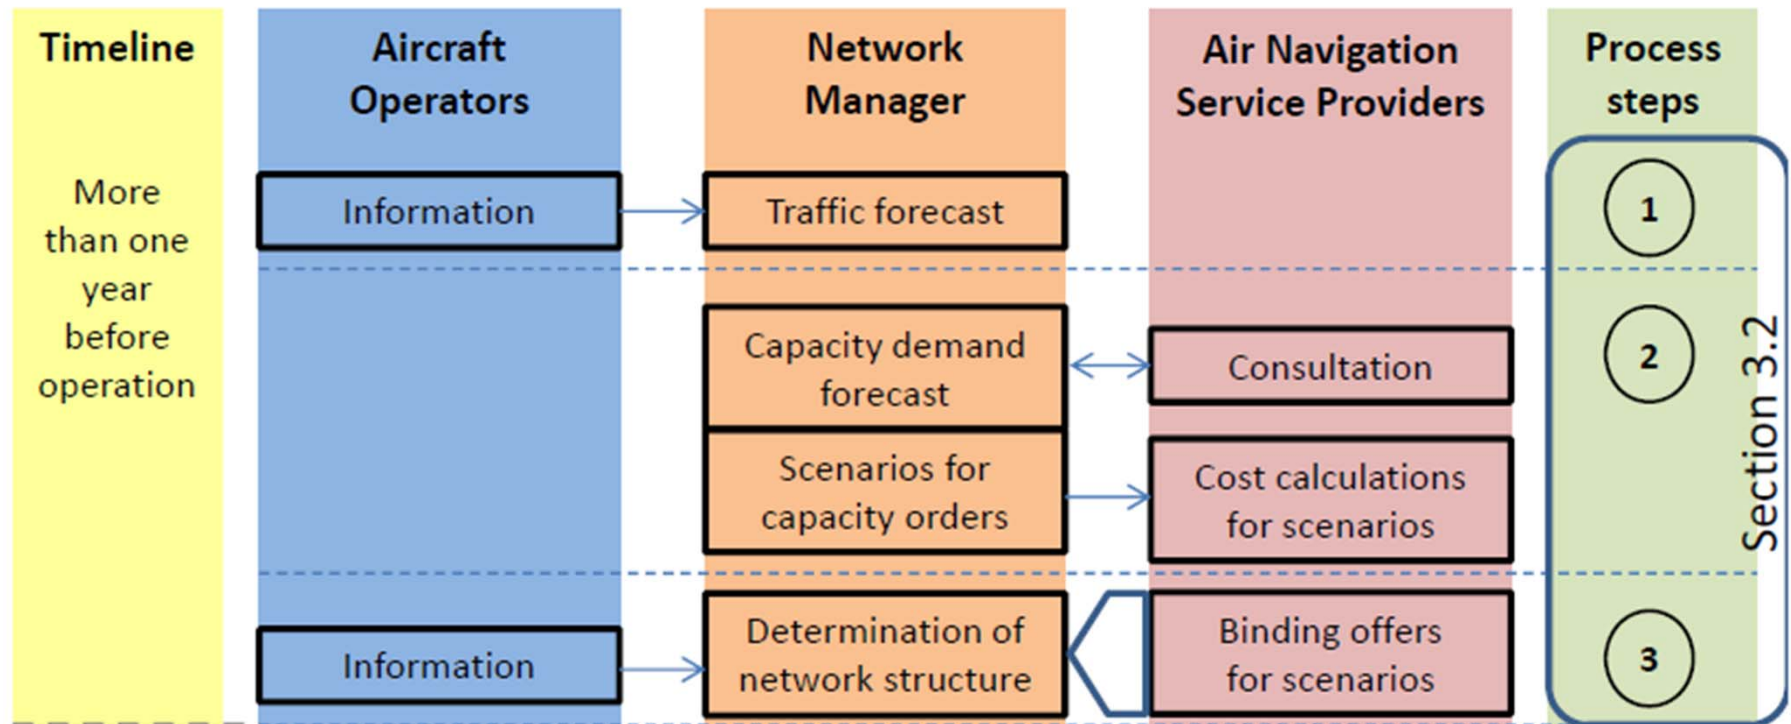 Timeline
Aircraft
Operators
Network
Manager
Air Navigation
Service Providers
Process
steps
More
than one
year
before
operation
Information
Traffic forecast
1
Capacity demand
forecast
Consultation
2
Scenarios for
capacity orders
Cost calculations
for scenarios
Information
Determination of
network structure
Binding offers
for scenarios
3
Section 3.2